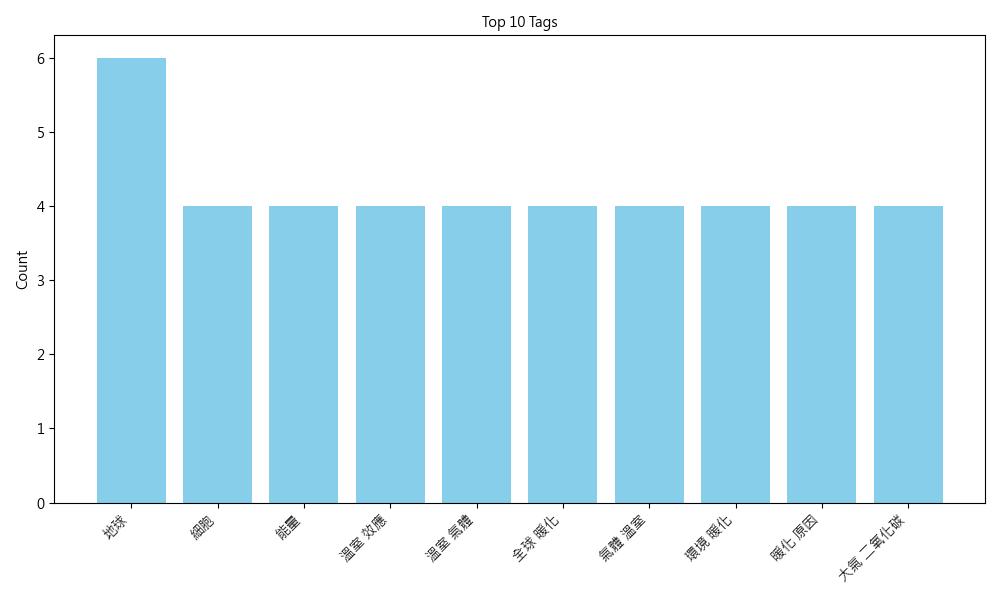 Top 10 Tags
Count
6
5
4
3
2
1
0
地球
細胞
能量
溫室 效應
溫室 氣體
全球 暖化
氣體 溫室
環境 暖化
暖化 原因
大氣 二氧化碳